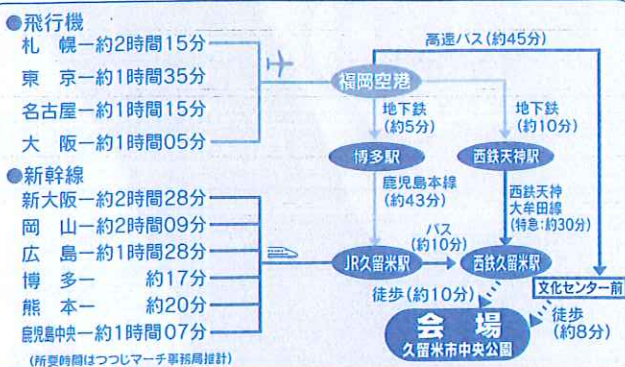 ●飛行機
札 幌ー約2時間15分
東 京ー約1時間35分
名古屋ー約1時間15分
大 阪ー約1時間05分
●新幹線
新大阪ー約2時間28分
岡 山ー約2時間09分
広 島ー約1時間28分
博 多ー 約17分
熊 本ー 約20分
鹿児島中央ー約1時間07分
(所要時間はつつじマーチ事務局推計)
高速バス(約45分)
福岡空港
地下鉄
(約5分)
地下鉄
(約10分)
博多駅
西鉄天神駅
鹿児島本線
(約43分)
西鉄天神
大牟田線
(特急:約30分)
バス
(約10分)
JR久留米駅
西鉄久留米駅
文化センター前
徒歩(約10分)
徒歩
(約8分)
会場
久留米市中央公園